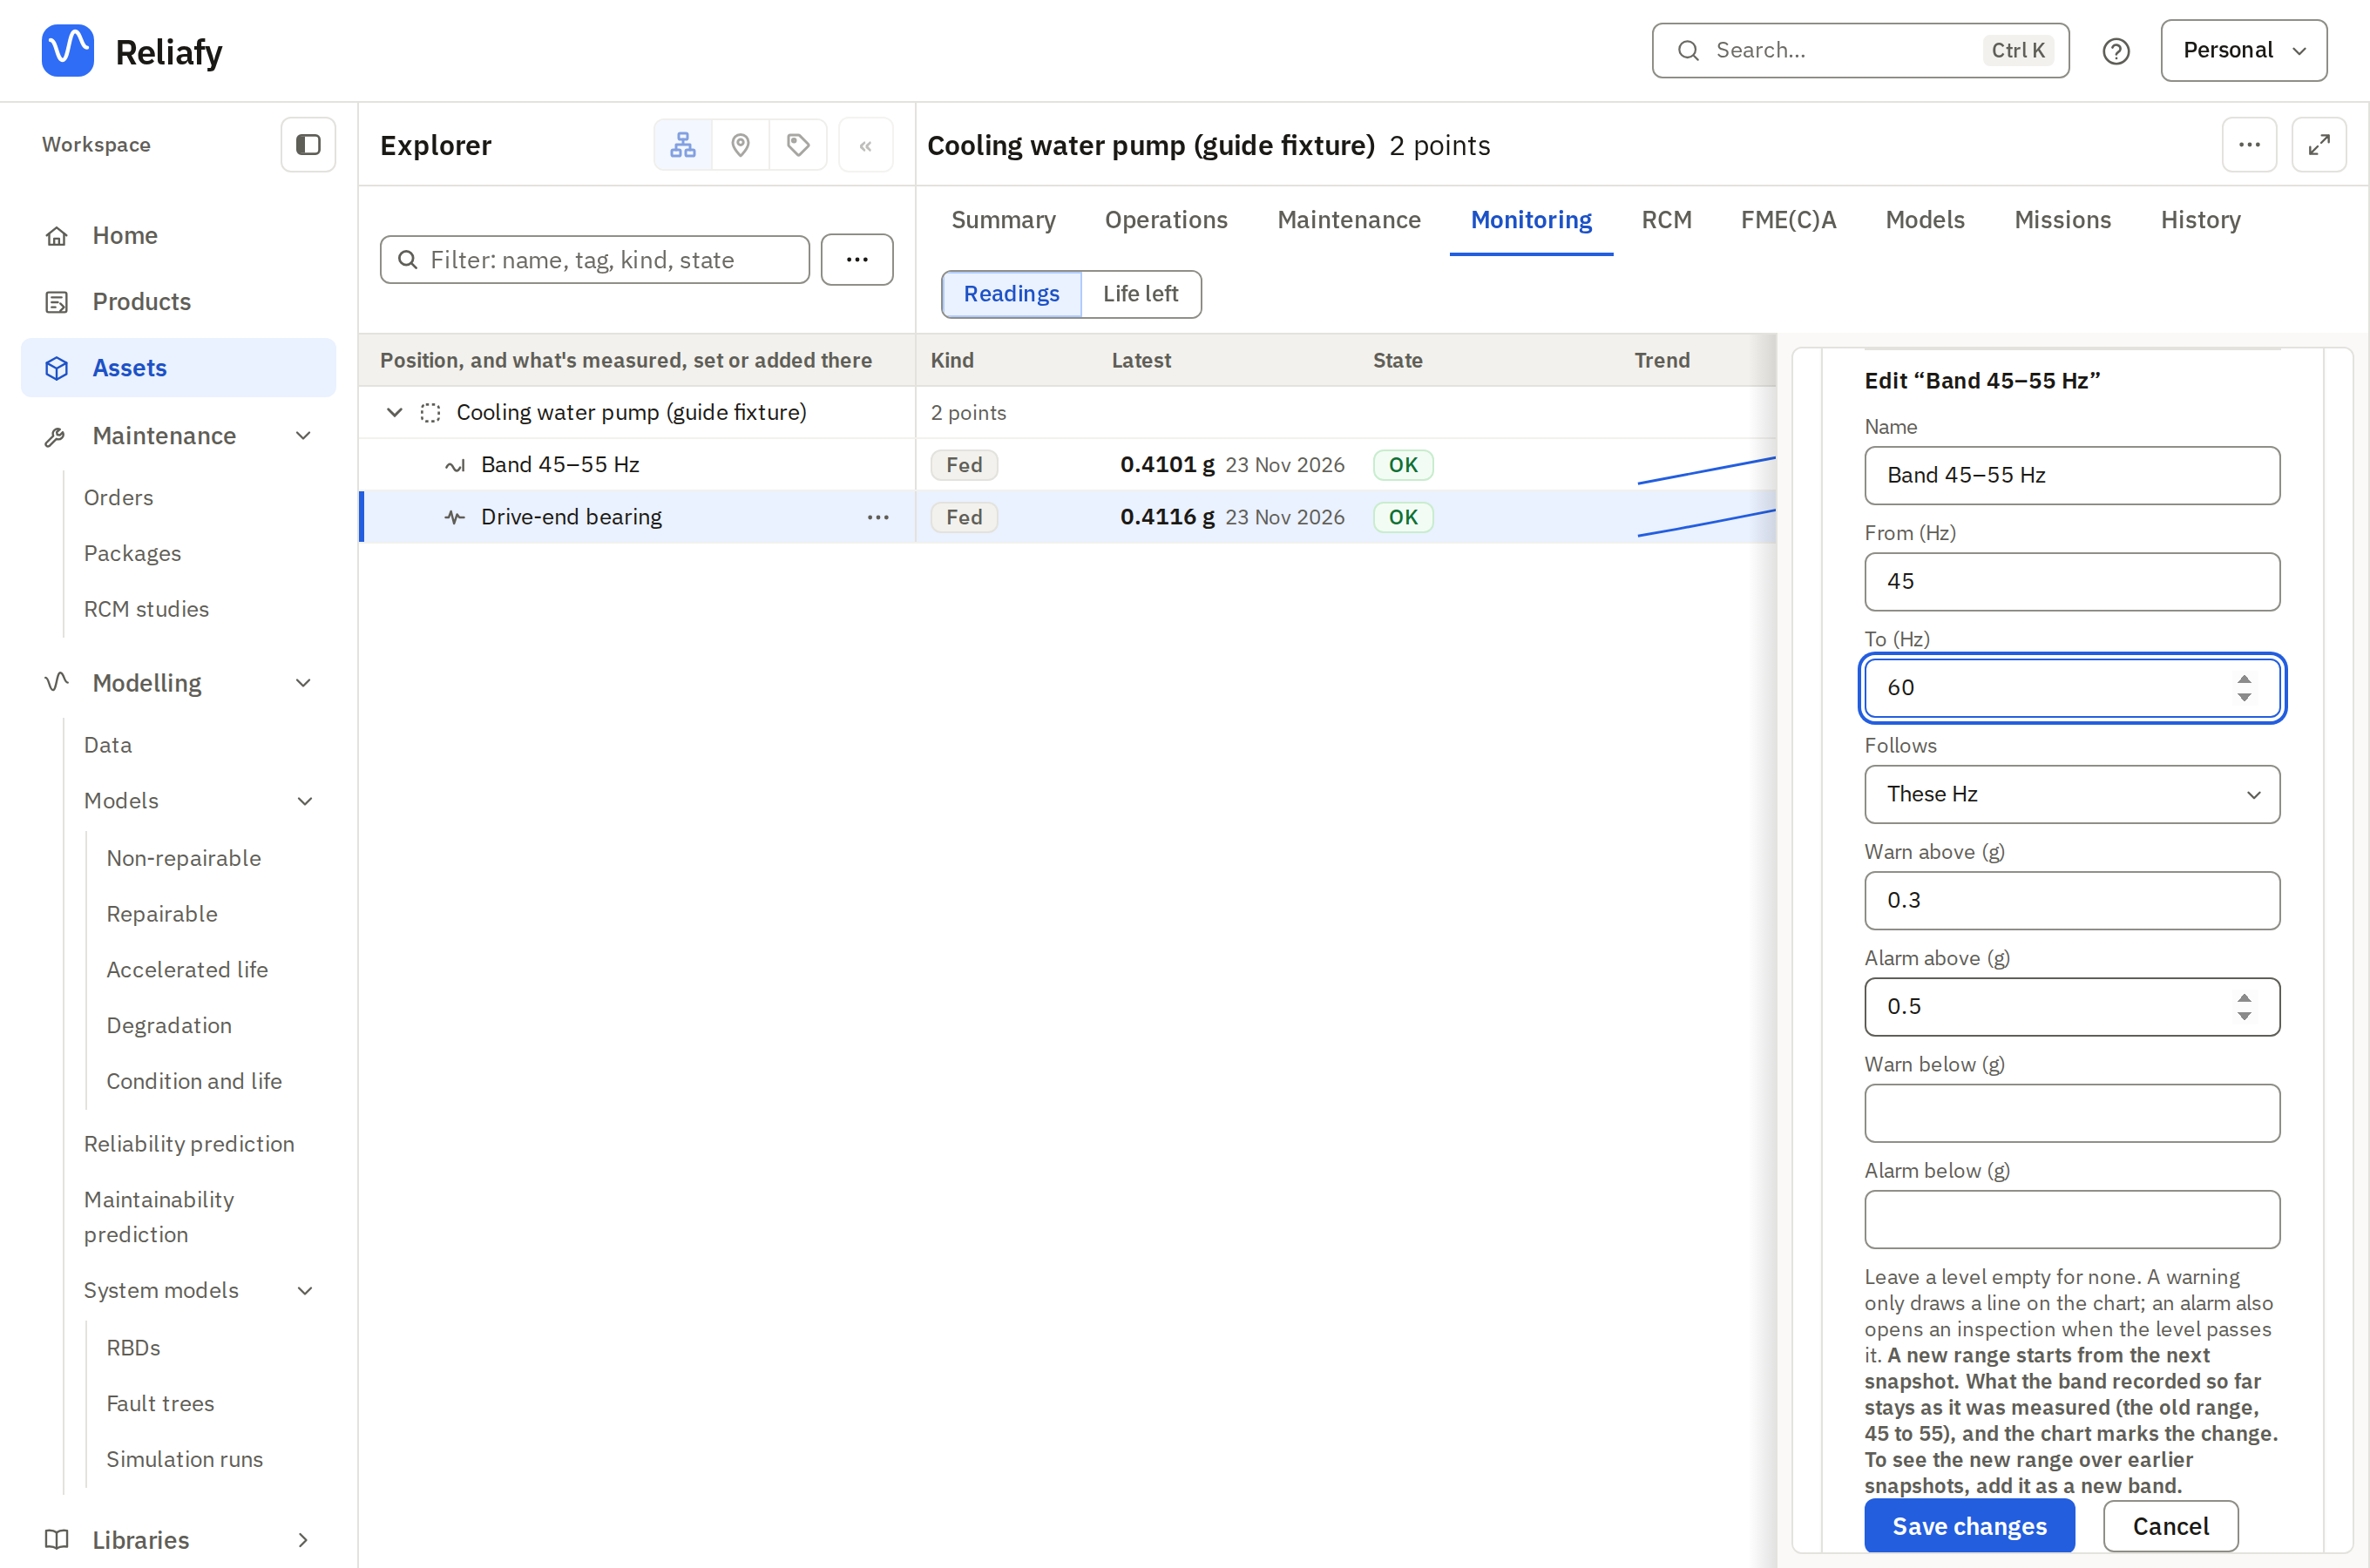 Reliafy
Search...
Ctrl K
Personal
Workspace
Home
Products
Assets
Maintenance
Orders
Packages
RCM studies
Modelling
Data
Models
Non-repairable
Repairable
Accelerated life
Degradation
Condition and life
Reliability prediction
Maintainability
prediction
System models
RBDs
Fault trees
Simulation runs
Libraries
Explorer
Filter: name, tag, kind, state
Cooling water pump (guide fixture) 2 points
Summary Operations Maintenance Monitoring RCM FME(C)A Models Missions History
Readings Life left
Position, and what's measured, set or added there Kind Latest State Trend
Cooling water pump (guide fixture) 2 points
Band 45–55 Hz Fed 0.4101 g 23 Nov 2026 OK
Drive-end bearing Fed 0.4116 g 23 Nov 2026 OK
Edit “Band 45–55 Hz”
Name
Band 45–55 Hz
From (Hz)
45
To (Hz)
60
Follows
These Hz
Warn above (g)
0.3
Alarm above (g)
0.5
Warn below (g)
Alarm below (g)
Leave a level empty for none. A warning
only draws a line on the chart; an alarm also
opens an inspection when the level passes
it. A new range starts from the next
snapshot. What the band recorded so far
stays as it was measured (the old range,
45 to 55), and the chart marks the change.
To see the new range over earlier
snapshots, add it as a new band.
Save changes Cancel